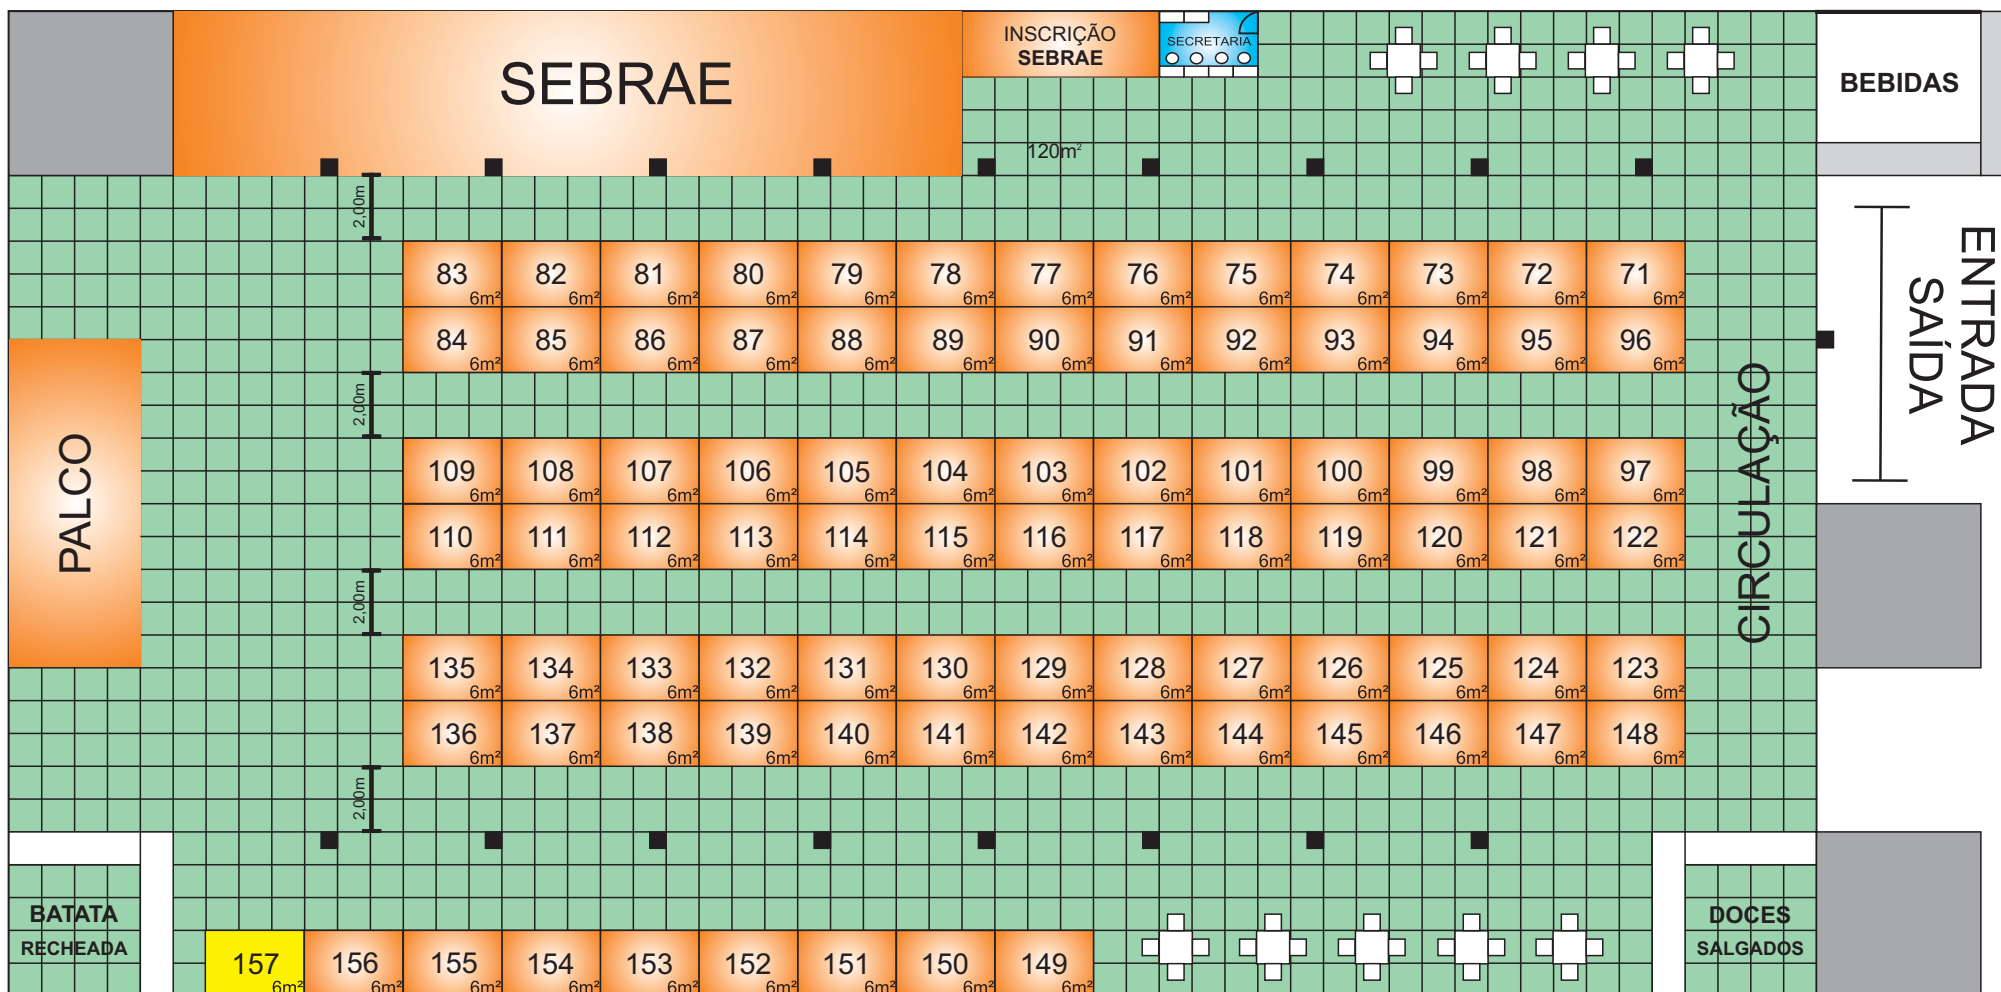 SEBRAE
INSCRIÇÃO
SEBRAE
SECRETARIA
BEBIDAS
120m²
2,00m
ENTRADA
SAÍDA
83 6m² 82 6m² 81 6m² 80 6m² 79 6m² 78 6m² 77 6m² 76 6m² 75 6m² 74 6m² 73 6m² 72 6m² 71 6m²
84 6m² 85 6m² 86 6m² 87 6m² 88 6m² 89 6m² 90 6m² 91 6m² 92 6m² 93 6m² 94 6m² 95 6m² 96 6m²
2,00m
CIRCULAÇÃO
PALCO
109 6m² 108 6m² 107 6m² 106 6m² 105 6m² 104 6m² 103 6m² 102 6m² 101 6m² 100 6m² 99 6m² 98 6m² 97 6m²
110 6m² 111 6m² 112 6m² 113 6m² 114 6m² 115 6m² 116 6m² 117 6m² 118 6m² 119 6m² 120 6m² 121 6m² 122 6m²
2,00m
135 6m² 134 6m² 133 6m² 132 6m² 131 6m² 130 6m² 129 6m² 128 6m² 127 6m² 126 6m² 125 6m² 124 6m² 123 6m²
136 6m² 137 6m² 138 6m² 139 6m² 140 6m² 141 6m² 142 6m² 143 6m² 144 6m² 145 6m² 146 6m² 147 6m² 148 6m²
2,00m
BATATA
RECHEADA
157 6m² 156 6m² 155 6m² 154 6m² 153 6m² 152 6m² 151 6m² 150 6m² 149 6m²
DOCES
SALGADOS